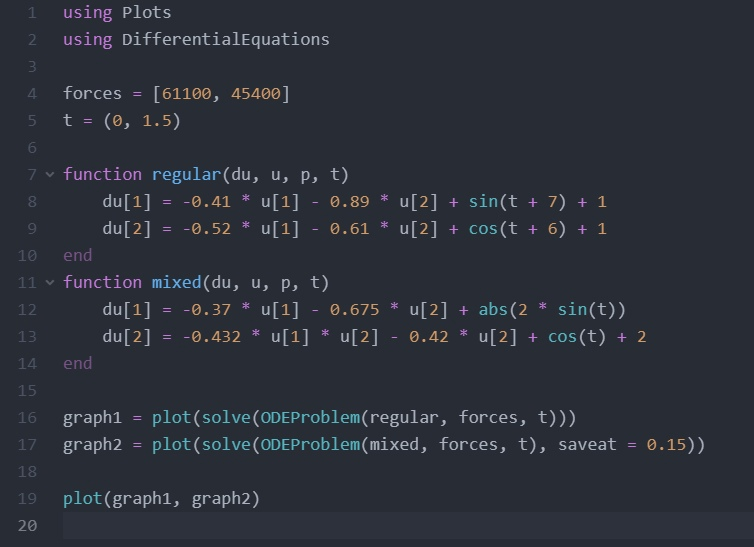 1 using Plots
2 using DifferentialEquations
3
4 forces = [61100, 45400]
5 t = (0, 1.5)
6
7 function regular(du, u, p, t)
8     du[1] = -0.41 * u[1] - 0.89 * u[2] + sin(t + 7) + 1
9     du[2] = -0.52 * u[1] - 0.61 * u[2] + cos(t + 6) + 1
10 end
11 function mixed(du, u, p, t)
12     du[1] = -0.37 * u[1] - 0.675 * u[2] + abs(2 * sin(t))
13     du[2] = -0.432 * u[1] * u[2] - 0.42 * u[2] + cos(t) + 2
14 end
15
16 graph1 = plot(solve(ODEProblem(regular, forces, t)))
17 graph2 = plot(solve(ODEProblem(mixed, forces, t), saveat = 0.15))
18
19 plot(graph1, graph2)
20